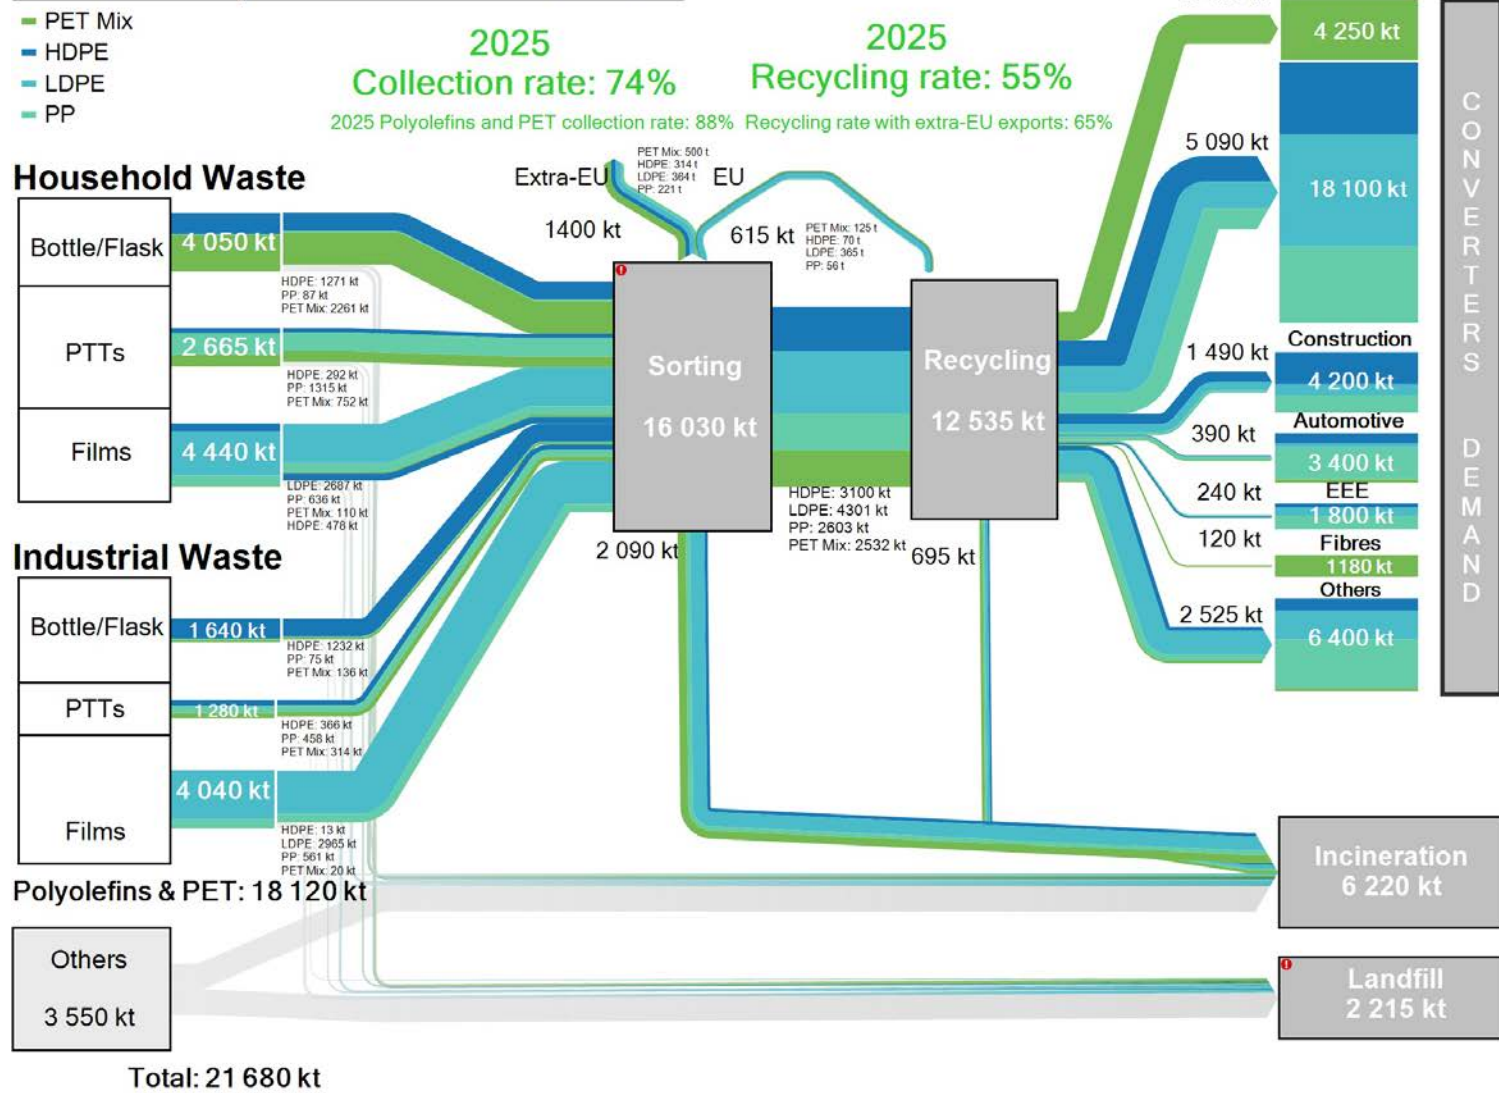 PET Mix
HDPE
LDPE
PP
2025
Collection rate: 74%
2025 Polyolefins and PET collection rate: 88%
2025
Recycling rate: 55%
Recycling rate with extra-EU exports: 65%
Household Waste
Bottle/Flask
4 050 kt
HDPE: 1271 kt
PP: 87 kt
PET Mix: 2261 kt
PTTs
2 665 kt
HDPE: 292 kt
PP: 1315 kt
PET Mix: 752 kt
Films
4 440 kt
LDPE: 2687 kt
PP: 636 kt
PET Mix: 110 kt
HDPE: 478 kt
Industrial Waste
Bottle/Flask
1 640 kt
HDPE: 1232 kt
PP: 75 kt
PET Mix: 136 kt
PTTs
1 280 kt
HDPE: 366 kt
PP: 458 kt
PET Mix: 314 kt
Films
4 040 kt
HDPE: 13 kt
LDPE: 2965 kt
PP: 561 kt
PET Mix: 20 kt
Polyolefins & PET: 18 120 kt
Others
3 550 kt
Total: 21 680 kt
Extra-EU
1400 kt
PET Mix: 500 t
HDPE: 314 t
LDPE: 364 t
PP: 221 t
EU
615 kt
PET Mix: 125 t
HDPE: 70 t
LDPE: 365 t
PP: 56 t
Sorting
16 030 kt
2 090 kt
HDPE: 3100 kt
LDPE: 4301 kt
PP: 2603 kt
PET Mix: 2532 kt
Recycling
12 535 kt
695 kt
4 250 kt
5 090 kt
18 100 kt
Construction
1 490 kt
4 200 kt
Automotive
390 kt
3 400 kt
EEE
240 kt
1 800 kt
Fibres
120 kt
1180 kt
Others
2 525 kt
6 400 kt
CONVERTERS DEMAND
Incineration
6 220 kt
Landfill
2 215 kt